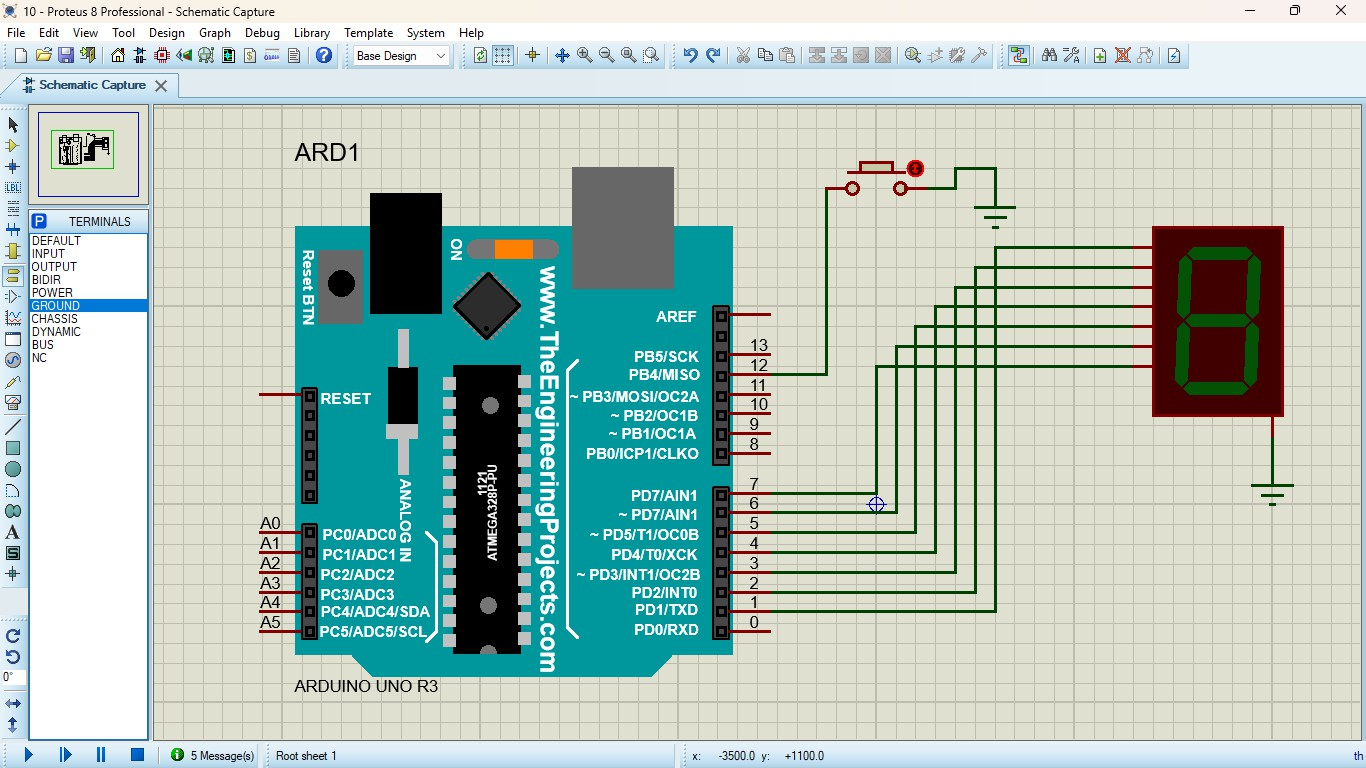 10 - Proteus 8 Professional - Schematic Capture
File Edit View Tool Design Graph Debug Library Template System Help
Base Design
Schematic Capture
P TERMINALS
DEFAULT
INPUT
OUTPUT
BIDIR
POWER
GROUND
CHASSIS
DYNAMIC
BUS
NC
LBL
A
S
0°
ARD1
ON
Reset BTN
www.TheEngineeringProjects.com
AREF
PB5/SCK 13
PB4/MISO 12
~ PB3/MOSI/OC2A 11
~ PB2/OC1B 10
~ PB1/OC1A 9
PB0/ICP1/CLKO 8
RESET
ANALOG IN
1121
ATMEGA328P-PU
PD7/AIN1 7
~ PD7/AIN1 6
~ PD5/T1/OC0B 5
PD4/T0/XCK 4
~ PD3/INT1/OC2B 3
PD2/INT0 2
PD1/TXD 1
PD0/RXD 0
A0 PC0/ADC0
A1 PC1/ADC1
A2 PC2/ADC2
A3 PC3/ADC3
A4 PC4/ADC4/SDA
A5 PC5/ADC5/SCL
ARDUINO UNO R3
5 Message(s) Root sheet 1 x: -3500.0 y: +1100.0 th